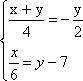 x + y / 4 = − y / 2
x / 6 = y − 7